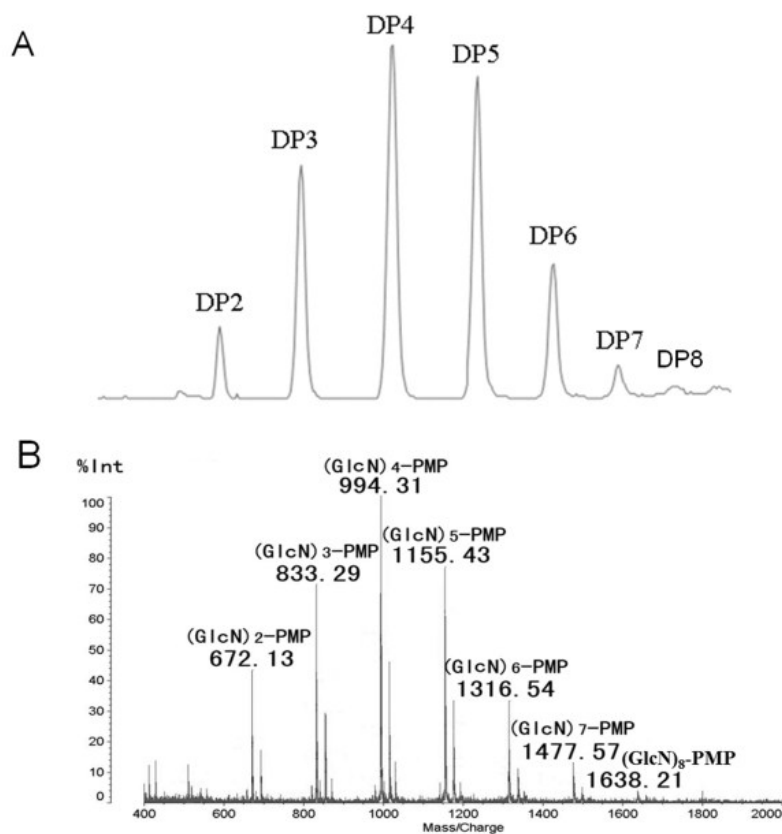 A
DP2
DP3
DP4
DP5
DP6
DP7
DP8
B
%Int
100
90
80
70
60
50
40
30
20
10
0
(GlcN)2-PMP
672.13
(GlcN)3-PMP
833.29
(GlcN)4-PMP
994.31
(GlcN)5-PMP
1155.43
(GlcN)6-PMP
1316.54
(GlcN)7-PMP
1477.57
(GlcN)8-PMP
1638.21
400 600 800 1000 1200 1400 1600 1800 2000
Mass/Charge